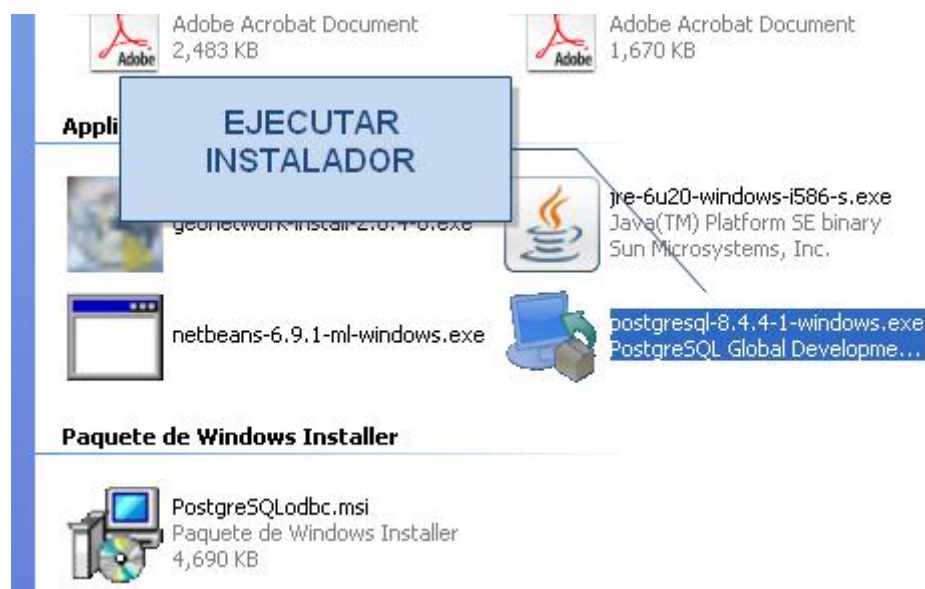 Adobe Acrobat Document
2,483 KB
Adobe
Adobe Acrobat Document
1,670 KB
Adobe
Appli
EJECUTAR
INSTALADOR
jre-6u20-windows-i586-s.exe
Java(TM) Platform SE binary
Sun Microsystems, Inc.
netbeans-6.9.1-ml-windows.exe
postgresql-8.4.4-1-windows.exe
PostgreSQL Global Developme...
Paquete de Windows Installer
PostgreSQLodbc.msi
Paquete de Windows Installer
4,690 KB